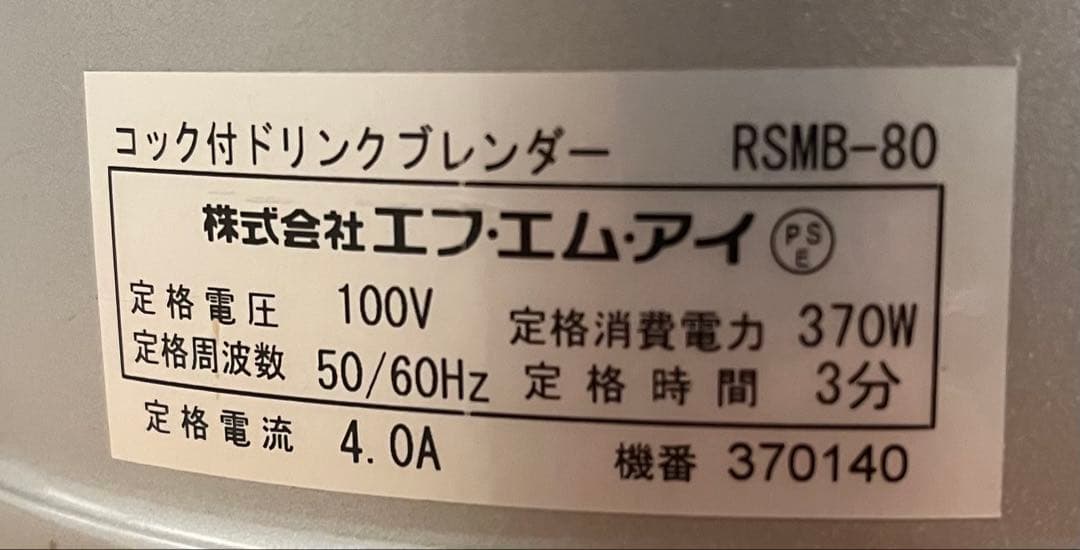 コック付ドリンクブレンダー RSMB-80
株式会社エフ・エム・アイ PSE
定格電圧 100V 定格消費電力 370W
定格周波数 50/60Hz 定格時間 3分
定格電流 4.0A 機番 370140